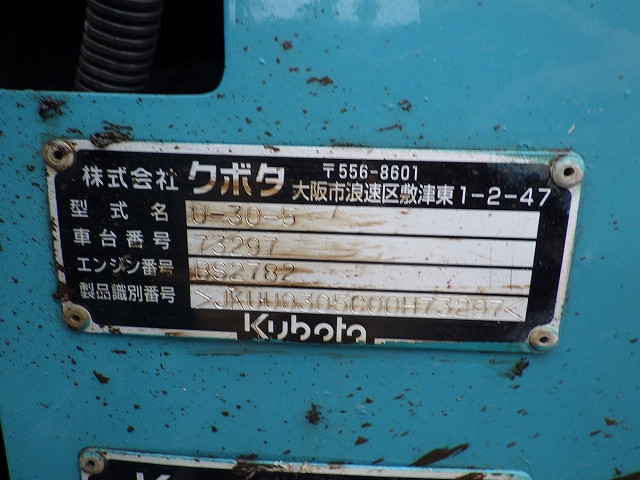 株式会社 クボタ 〒556-8601
大阪市浪速区敷津東1-2-47
型式名 U-30-5
車台番号 73297
エンジン番号 BS2782
製品識別番号 >JKUU0305C00H73297<
Kubota